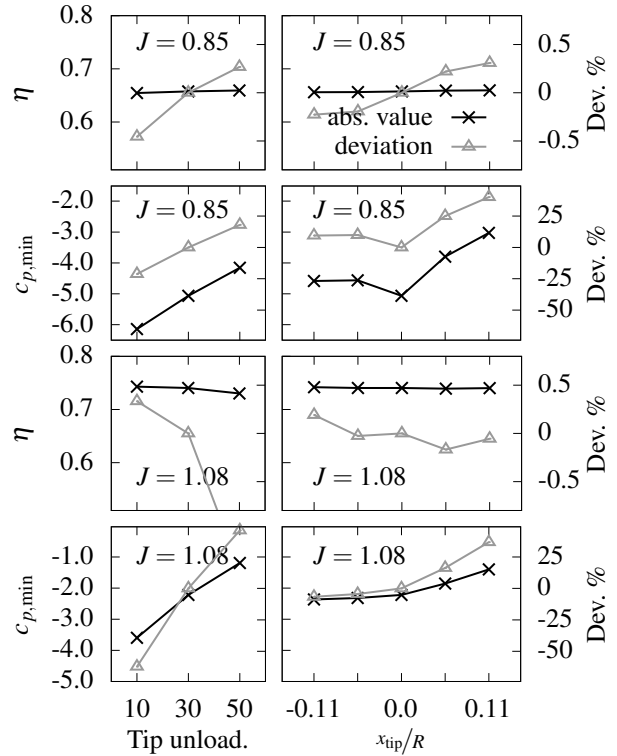 0.8
0.7
0.6
η
J = 0.85
J = 0.85
abs. value
deviation
0.5
0
-0.5
Dev. %
-2.0
-3.0
-4.0
-5.0
-6.0
c_{p,min}
J = 0.85
J = 0.85
25
0
-25
-50
Dev. %
0.8
0.7
0.6
η
J = 1.08
J = 1.08
0.5
0
-0.5
Dev. %
-1.0
-2.0
-3.0
-4.0
-5.0
c_{p,min}
J = 1.08
J = 1.08
25
0
-50
Dev. %
10 30 50
-0.11 0.0 0.11
Tip unload.
x_{tip}/R